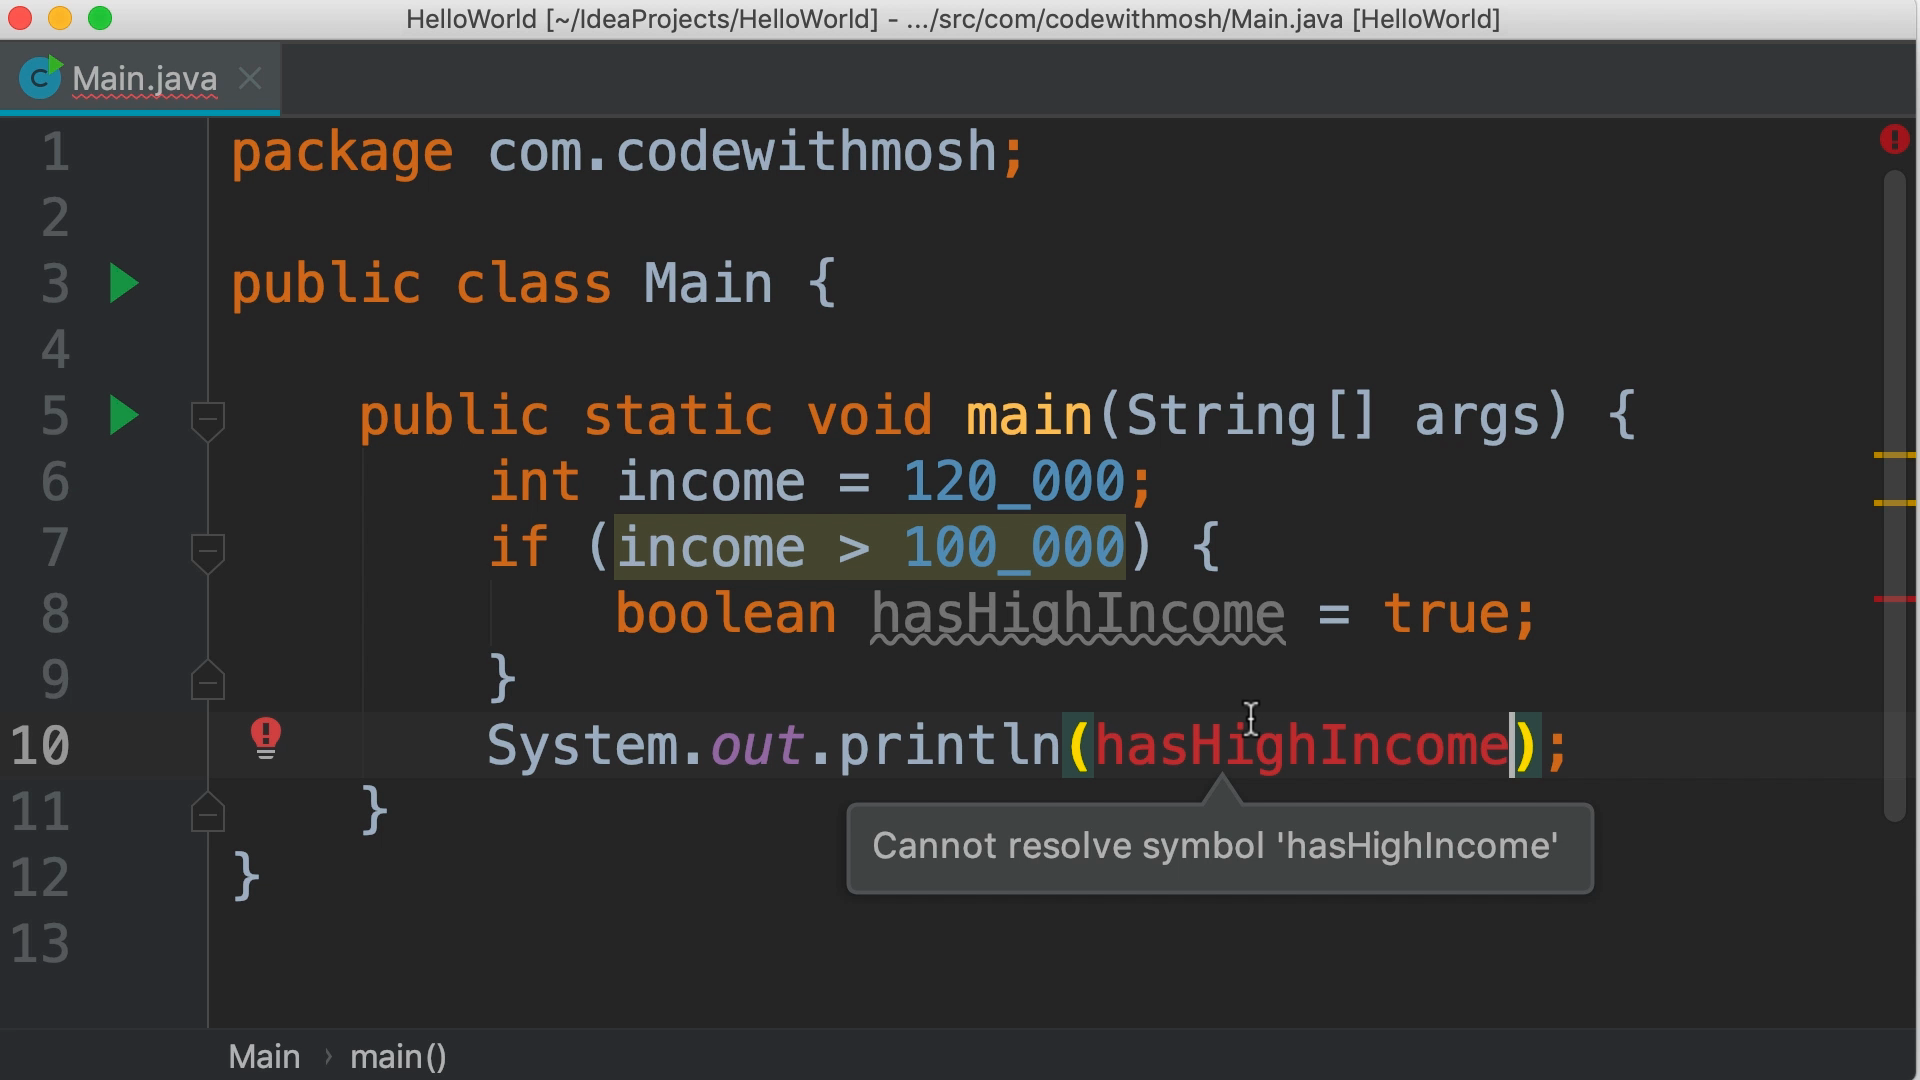 HelloWorld [~/IdeaProjects/HelloWorld] - .../src/com/codewithmosh/Main.java [HelloWorld]
C Main.java
1 package com.codewithmosh;
2
3 public class Main {
4
5 public static void main(String[] args) {
6 int income = 120_000;
7 if (income > 100_000) {
8 boolean hasHighIncome = true;
9 }
10 System.out.println(hasHighIncome);
11 }
Cannot resolve symbol 'hasHighIncome'
12 }
13
Main › main()